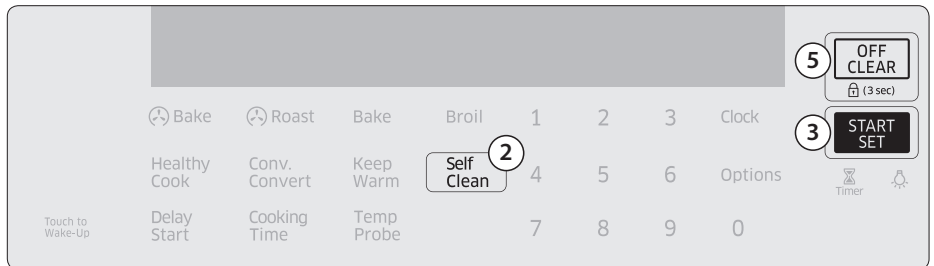 5
OFF
CLEAR
(3 sec)
Bake
Roast
Bake
Broil
1
2
3
Clock
3
START
SET
Healthy
Cook
Conv.
Convert
Keep
Warm
Self
Clean
2
4
5
6
Options
Timer
Touch to
Wake-Up
Delay
Start
Cooking
Time
Temp
Probe
7
8
9
0